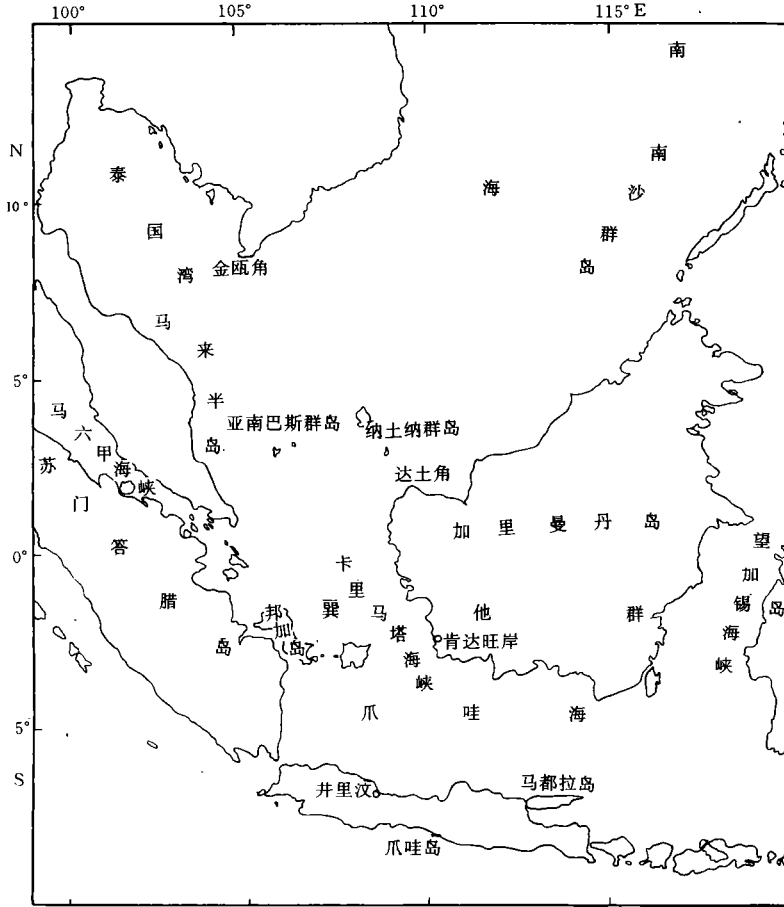 100° 105° 110° 115° E
N
10°
5°
0°
5°
S
南海
南沙群岛
泰国湾
金瓯角
马来半岛
亚南巴斯群岛
纳土纳群岛
马六甲海峡
达土角
苏门答腊岛
加里曼丹岛
望加锡海峡
卡里马塔海峡
巽他群岛
邦加岛
肯达旺岸
爪哇海
井里汶
马都拉岛
爪哇岛